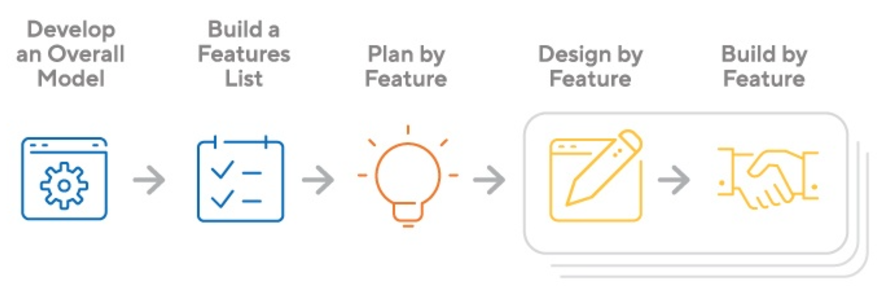 Develop
an Overall
Model
Build a
Features
List
Plan by
Feature
Design by
Feature
Build by
Feature